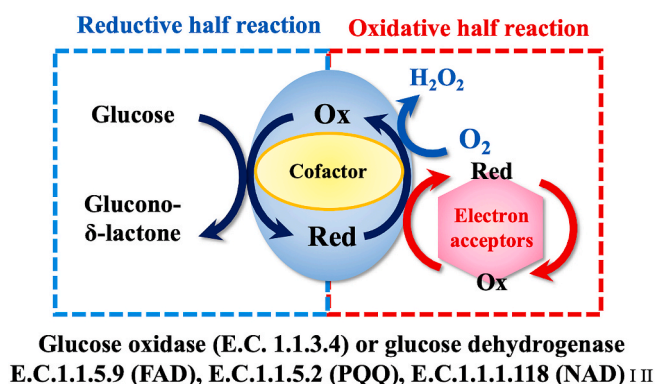 Reductive half reaction
Oxidative half reaction
H₂O₂
Glucose
Ox
O₂
Cofactor
Red
Glucono-
δ-lactone
Electron
acceptors
Red
Ox
Glucose oxidase (E.C. 1.1.3.4) or glucose dehydrogenase
E.C.1.1.5.9 (FAD), E.C.1.1.5.2 (PQQ), E.C.1.1.1.118 (NAD) I II